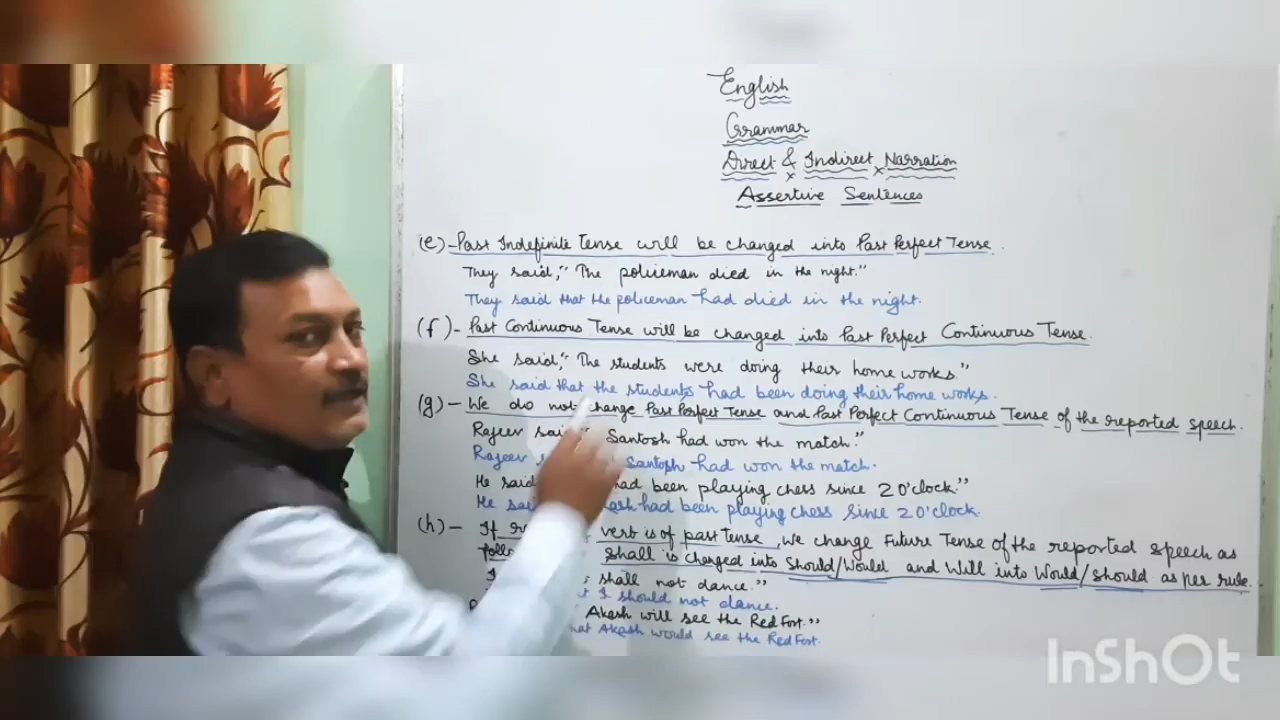 English
Grammar
Direct & Indirect Narration
Assertive Sentences
(e) - Past Indefinite Tense will be changed into Past Perfect Tense.
They said, "The policeman died in the night."
They said that the policeman had died in the night.
(f) - Past Continuous Tense will be changed into Past Perfect Continuous Tense.
She said, "The students were doing their home works."
She said that the students had been doing their home works.
(g) - We do not change Past Perfect Tense and Past Perfect Continuous Tense of the reported speech.
Rajeev said Santosh had won the match."
Rajeev Santosh had won the match.
He said had been playing chess since 2 O'clock."
He said had been playing chess since 2 O'clock.
(h) - If verb is of past Tense, We change Future Tense of the reported speech as
Shall is changed into Should/Would and Will into Would/Should as per rule.
shall not dance."
I should not dance.
Akash will see the Red Fort."
Akash would see the Red Fort.
InShOt